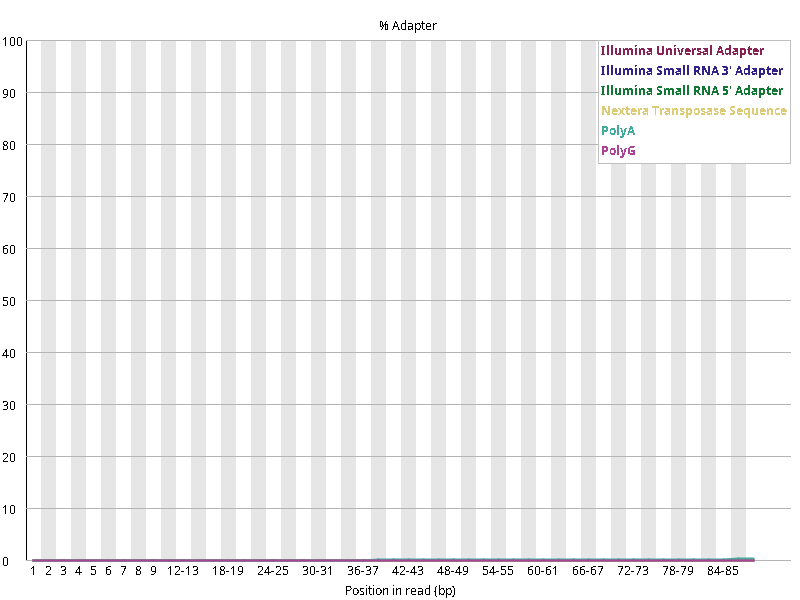 % Adapter
100
90
80
70
60
50
40
30
20
10
0
Illumina Universal Adapter
Illumina Small RNA 3' Adapter
Illumina Small RNA 5' Adapter
Nextera Transposase Sequence
PolyA
PolyG
1 2 3 4 5 6 7 8 9 12-13 18-19 24-25 30-31 36-37 42-43 48-49 54-55 60-61 66-67 72-73 78-79 84-85
Position in read (bp)